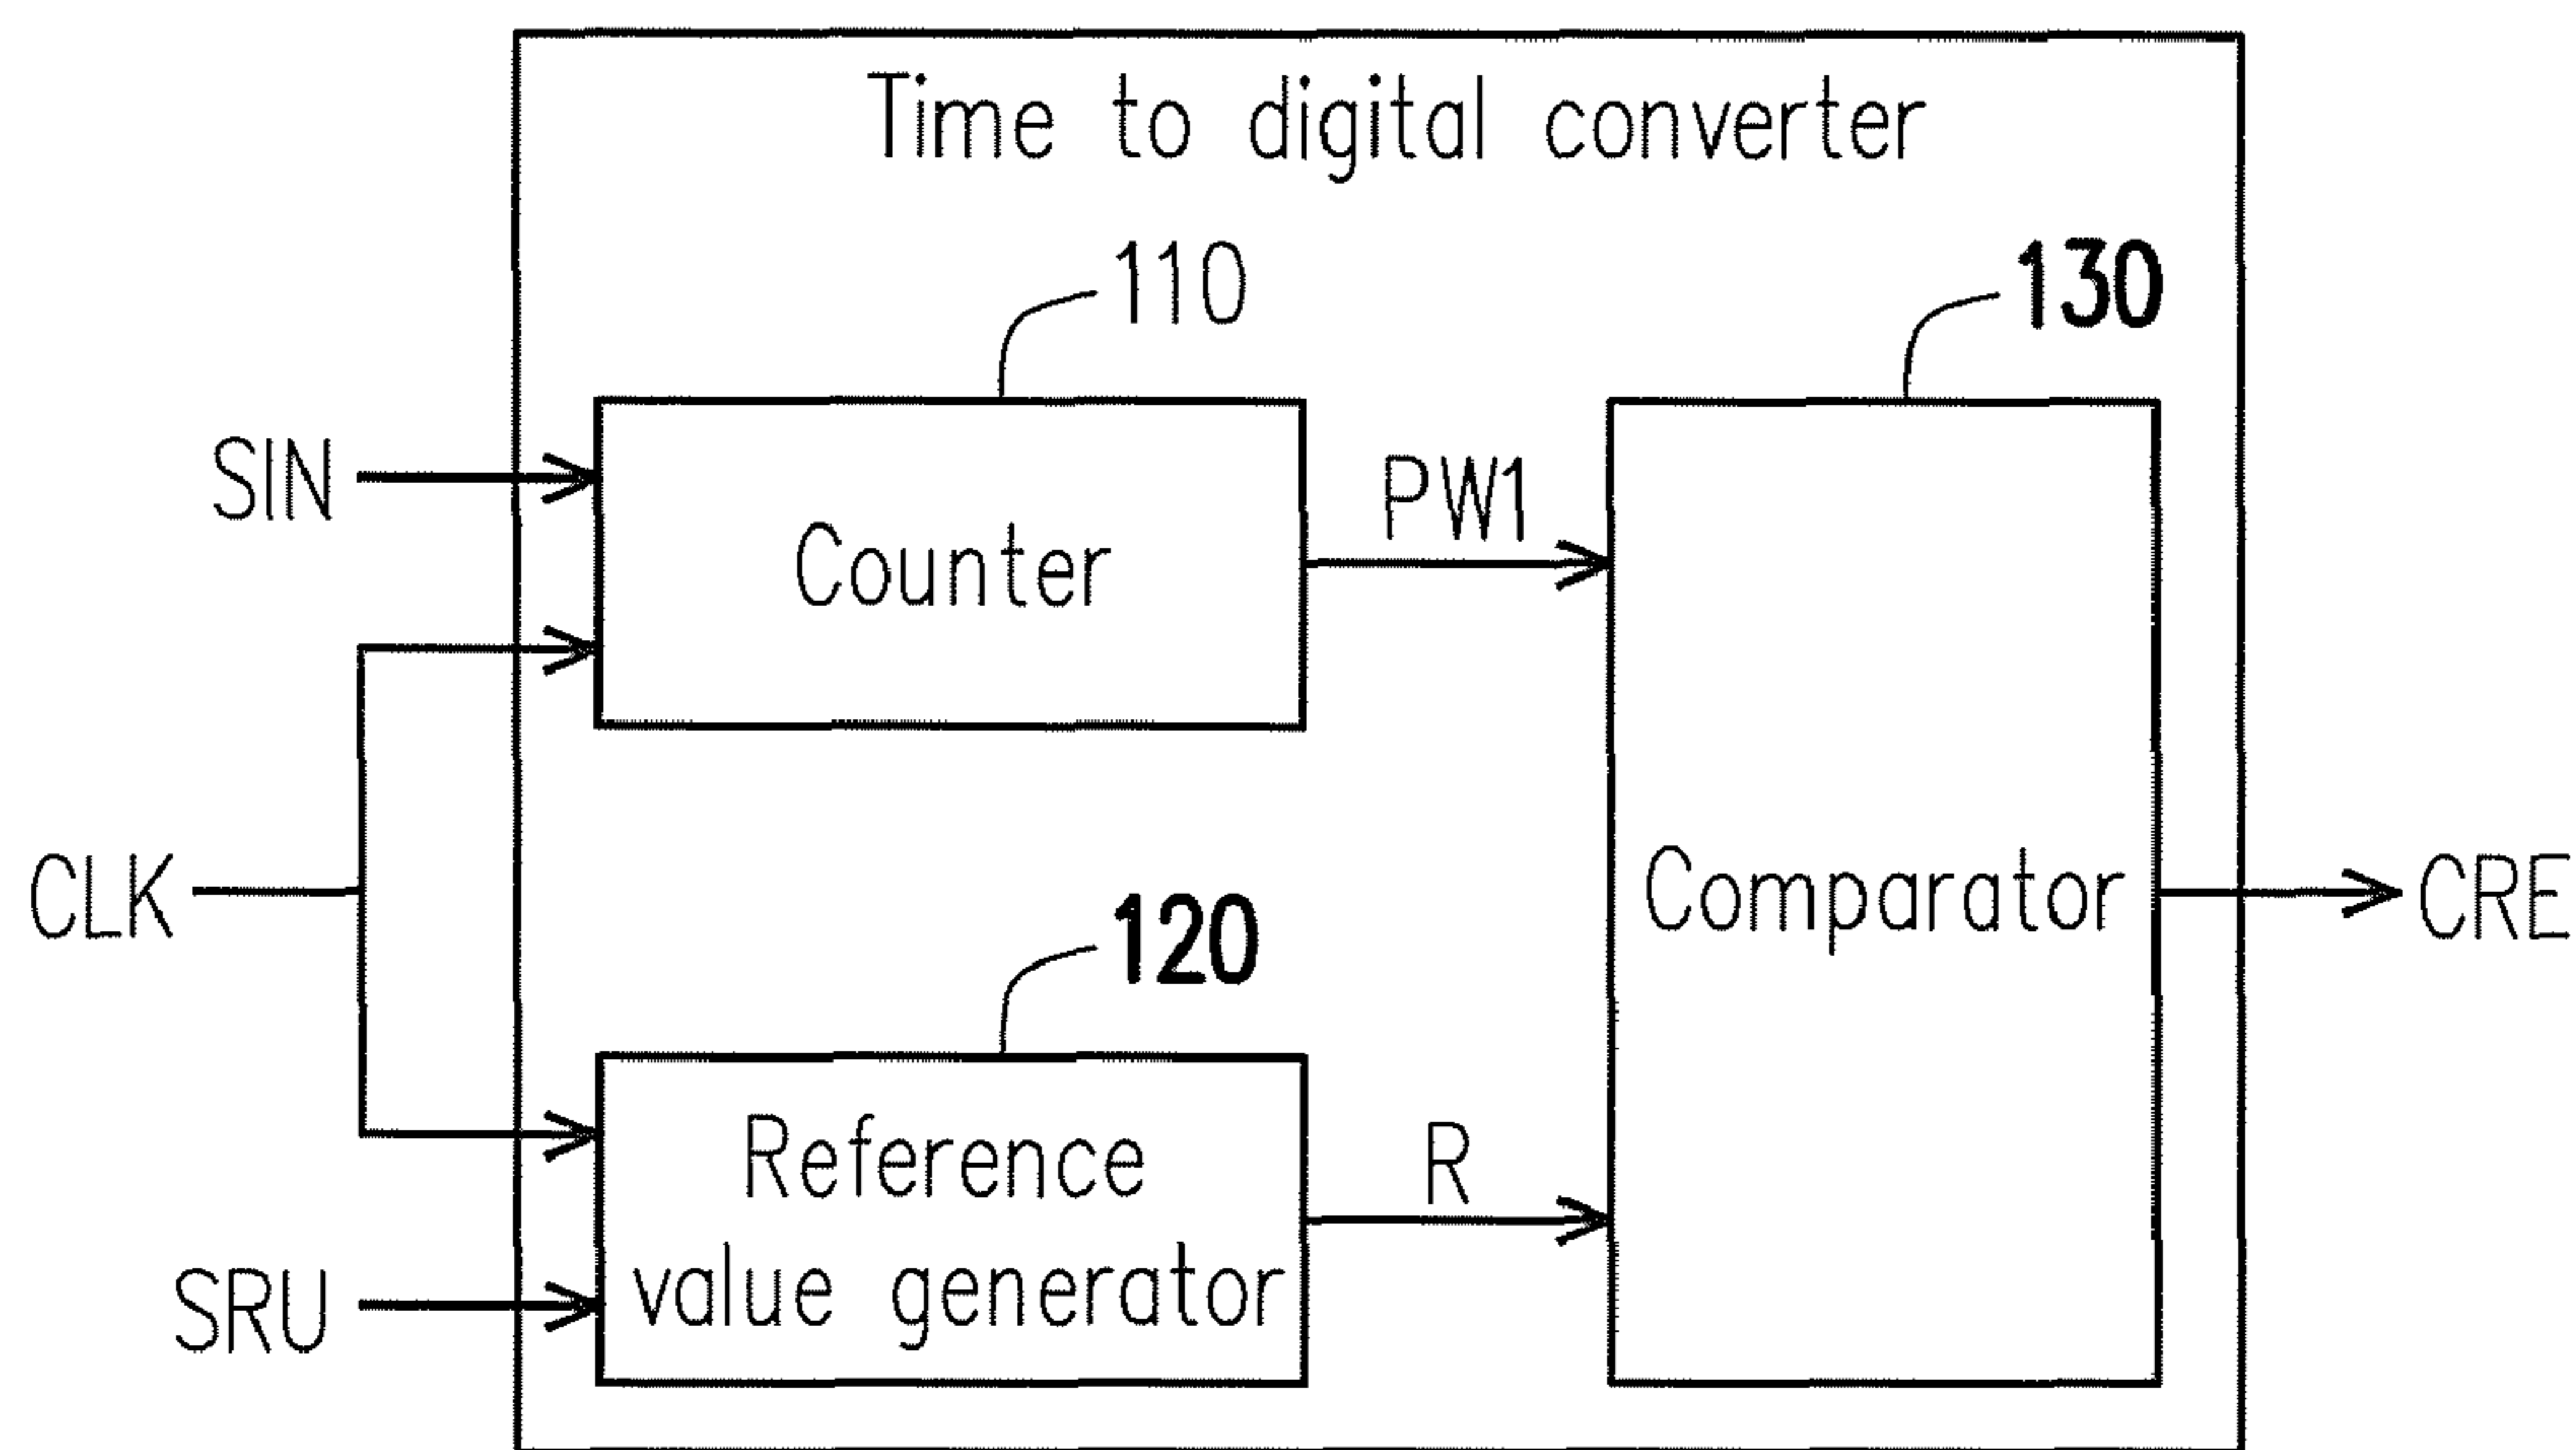 Time to digital converter
110
130
SIN
PW1
Counter
CLK
Comparator
CRE
120
Reference
R
value generator
SRU